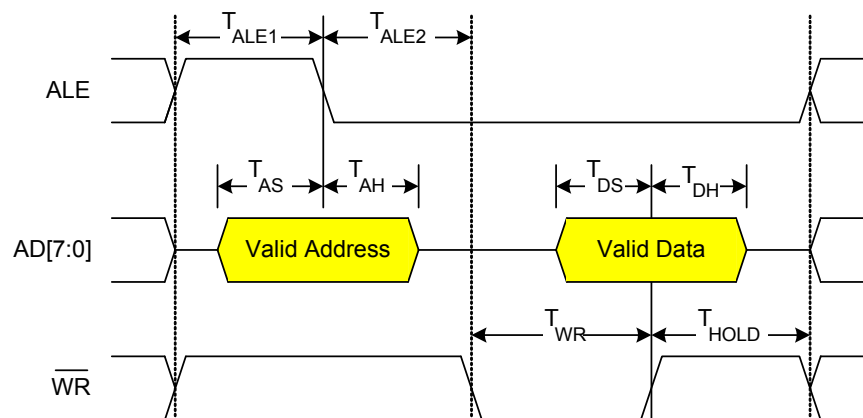 TALE1 TALE2
ALE
TAS TAH TDS TDH
AD[7:0] Valid Address Valid Data
TWR THOLD
WR